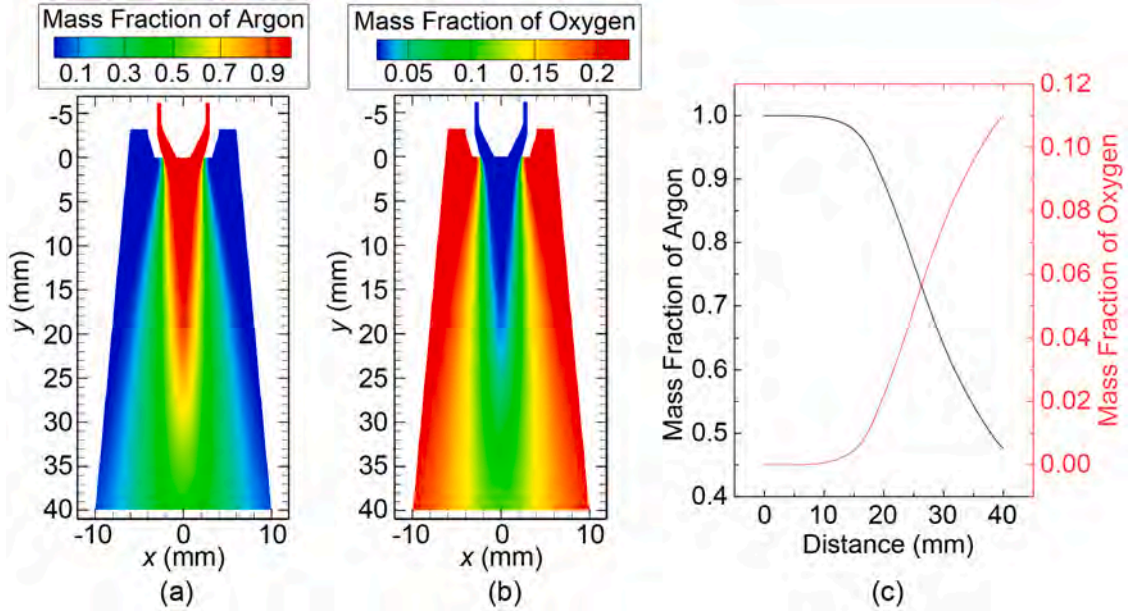 Mass Fraction of Argon
0.1 0.3 0.5 0.7 0.9
-5
0
5
10
15
20
25
30
35
40
y (mm)
-10 0 10
x (mm)
(a)
Mass Fraction of Oxygen
0.05 0.1 0.15 0.2
-5
0
5
10
15
20
25
30
35
40
y (mm)
-10 0 10
x (mm)
(b)
Mass Fraction of Argon
1.0
0.9
0.8
0.7
0.6
0.5
0.4
0.12
0.10
0.08
0.06
0.04
0.02
0.00
Mass Fraction of Oxygen
0 10 20 30 40
Distance (mm)
(c)